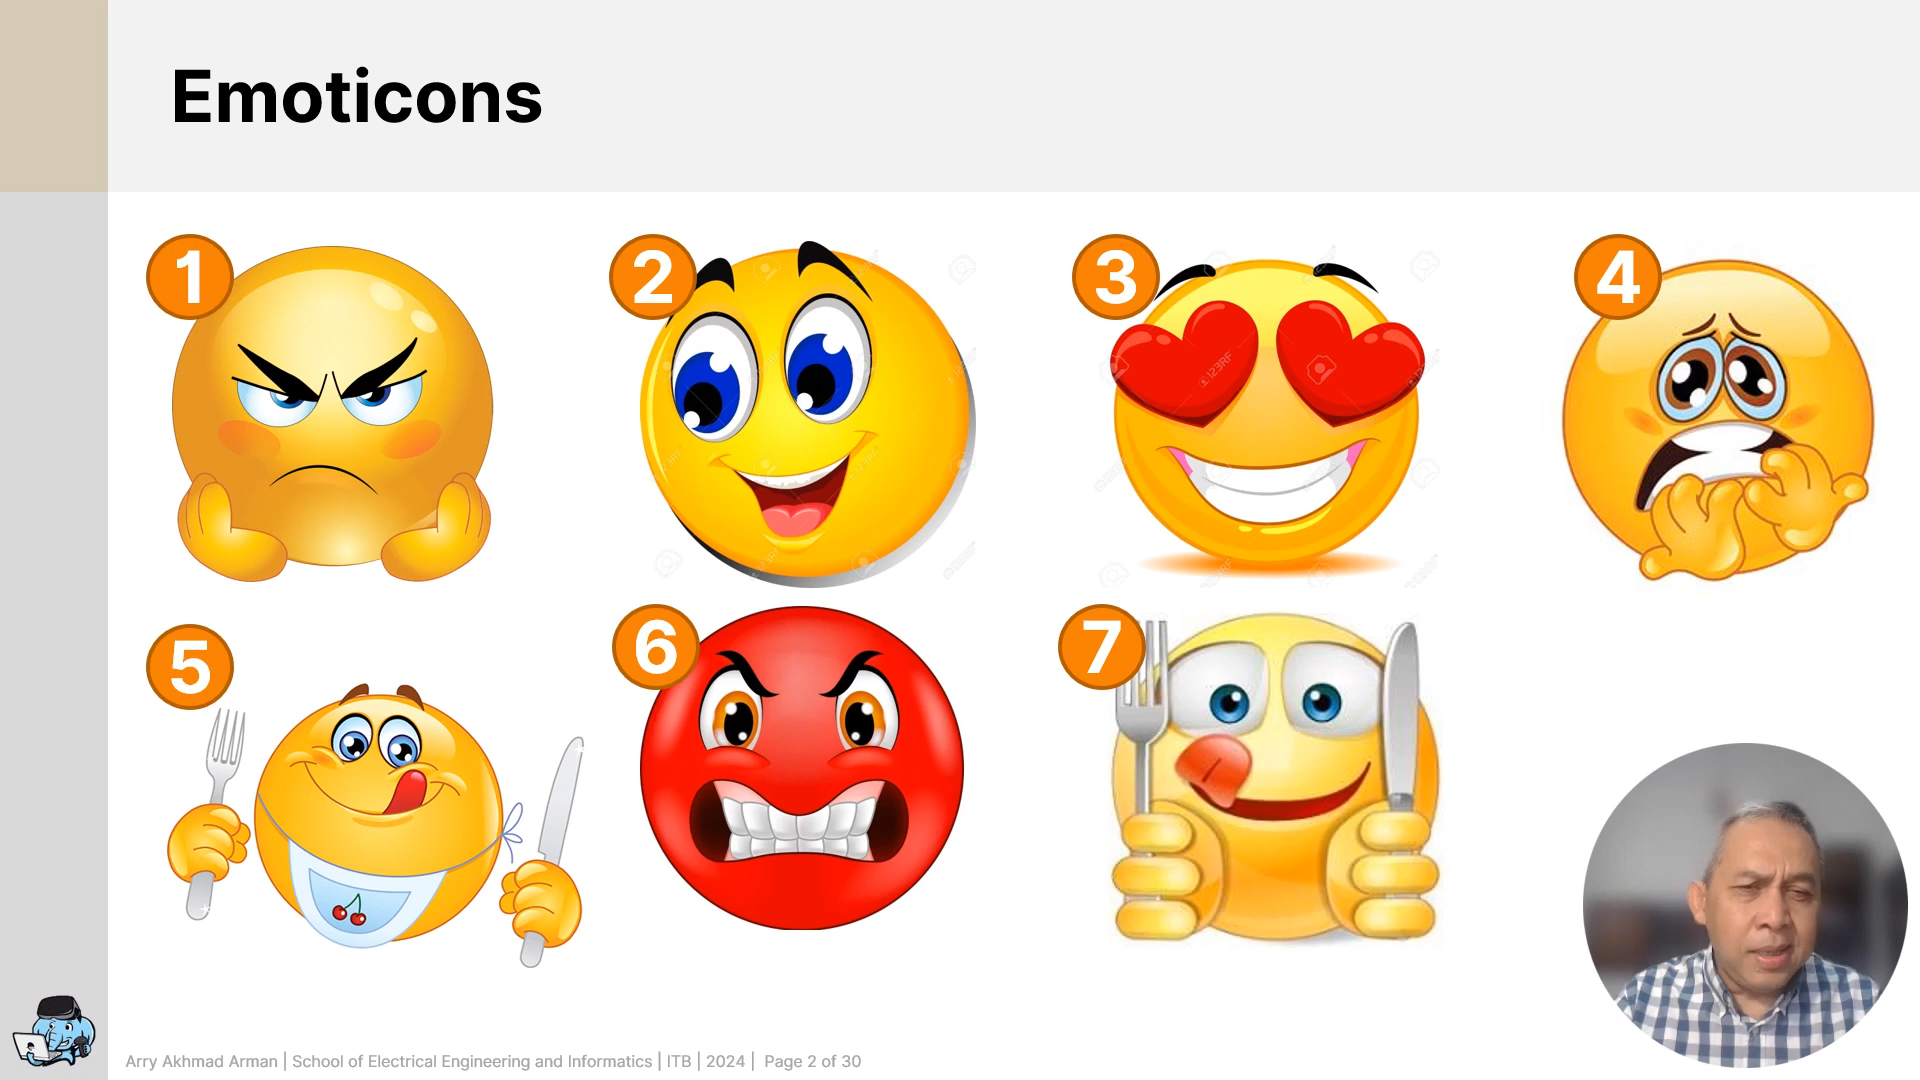 Emoticons
1
2
3
4
5
6
7
123RF
Arry Akhmad Arman | School of Electrical Engineering and Informatics | ITB | 2024 | Page 2 of 30